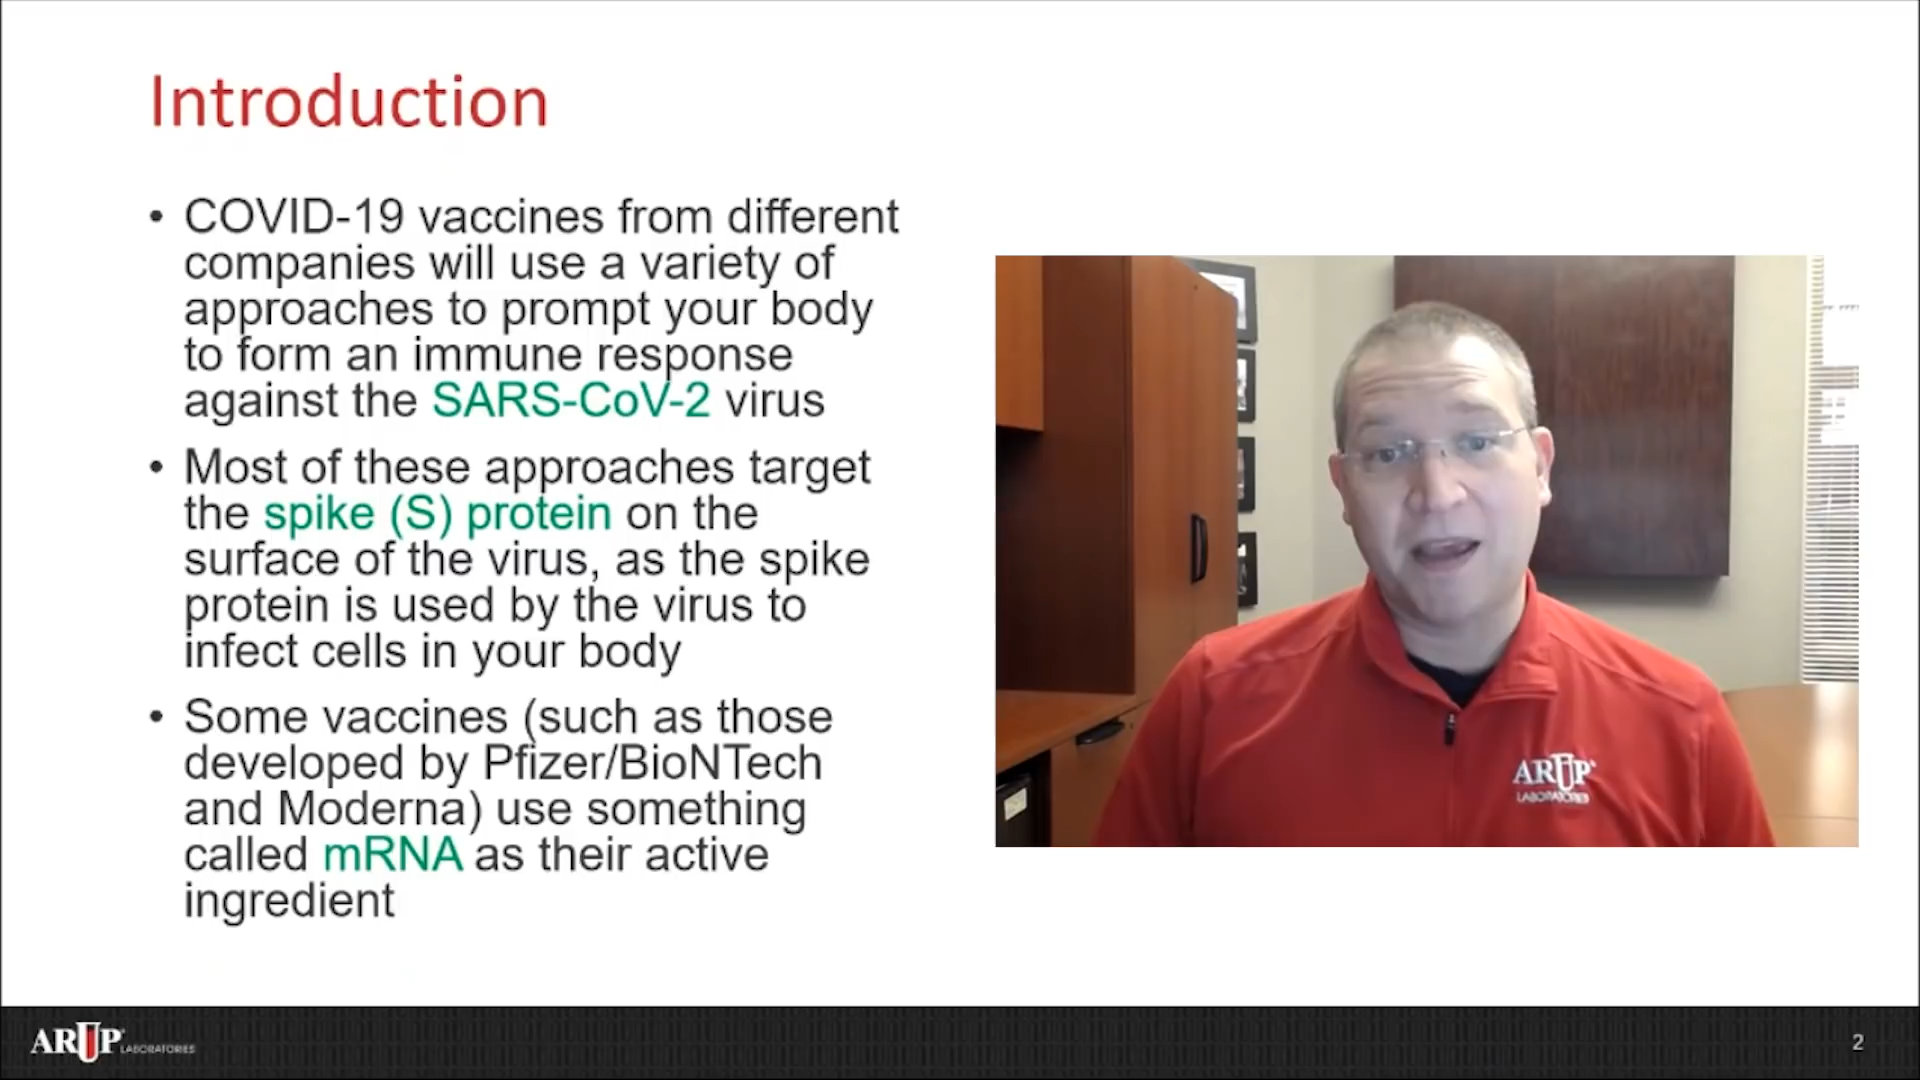 Introduction
• COVID-19 vaccines from different
companies will use a variety of
approaches to prompt your body
to form an immune response
against the SARS-CoV-2 virus
• Most of these approaches target
the spike (S) protein on the
surface of the virus, as the spike
protein is used by the virus to
infect cells in your body
• Some vaccines (such as those
developed by Pfizer/BioNTech
and Moderna) use something
called mRNA as their active
ingredient
ARUP
LABORATORIES
ARUP LABORATORIES
2